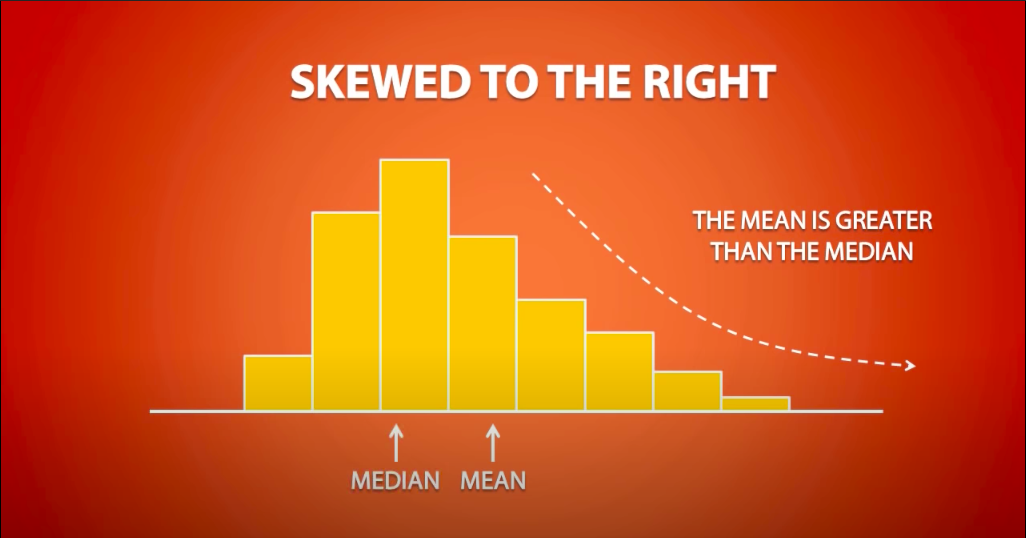 SKEWED TO THE RIGHT
THE MEAN IS GREATER
THAN THE MEDIAN
MEDIAN MEAN